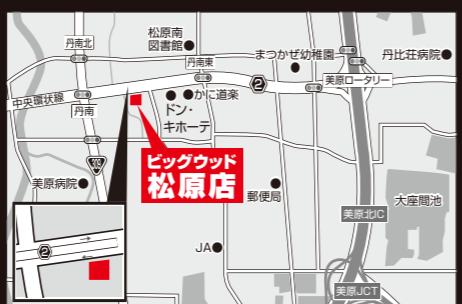 松原南
図書館
丹南北
丹南東
まつかぜ幼稚園
丹比荘病院
2
美原ロータリー
中央環状線
丹南
かに道楽
ドン・
キホーテ
ビッグウッド
松原店
309
美原病院
郵便局
大座間池
美原北IC
2
JA
美原JCT